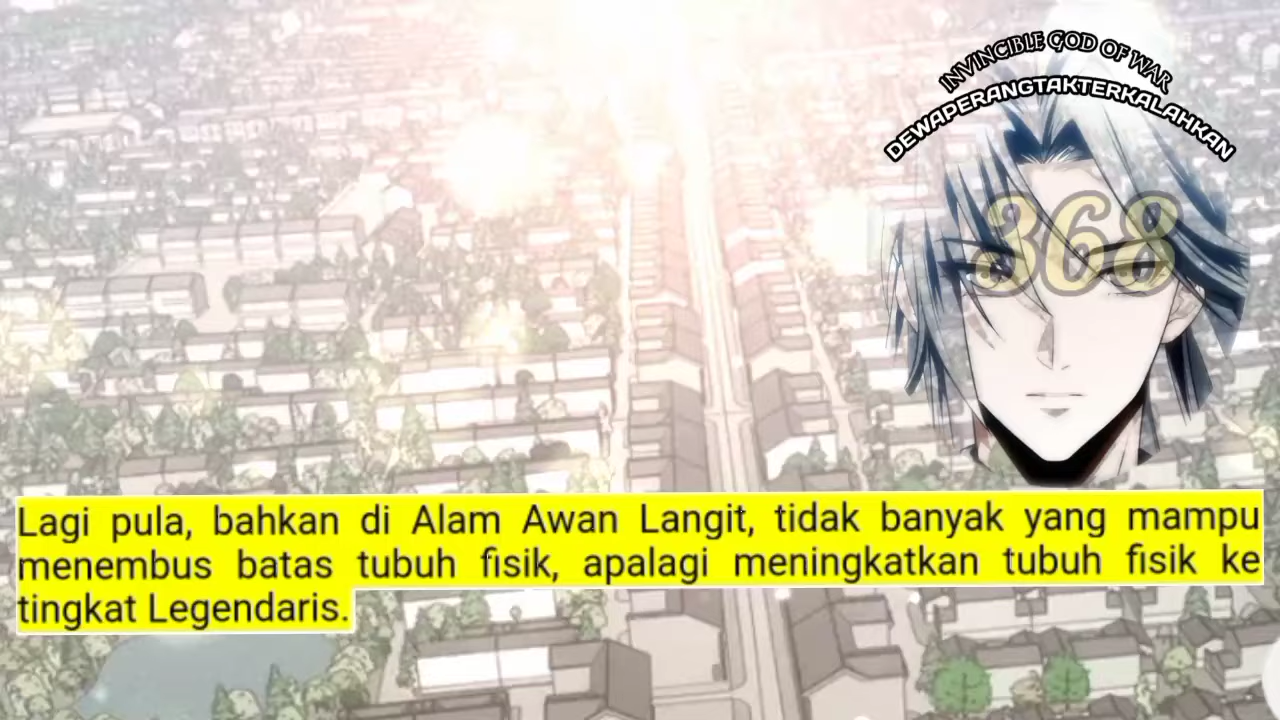 INVINCIBLE GOD OF WAR
DEWAPERANGTAKTERKALAHKAN
368
Lagi pula, bahkan di Alam Awan Langit, tidak banyak yang mampu
menembus batas tubuh fisik, apalagi meningkatkan tubuh fisik ke
tingkat Legendaris.